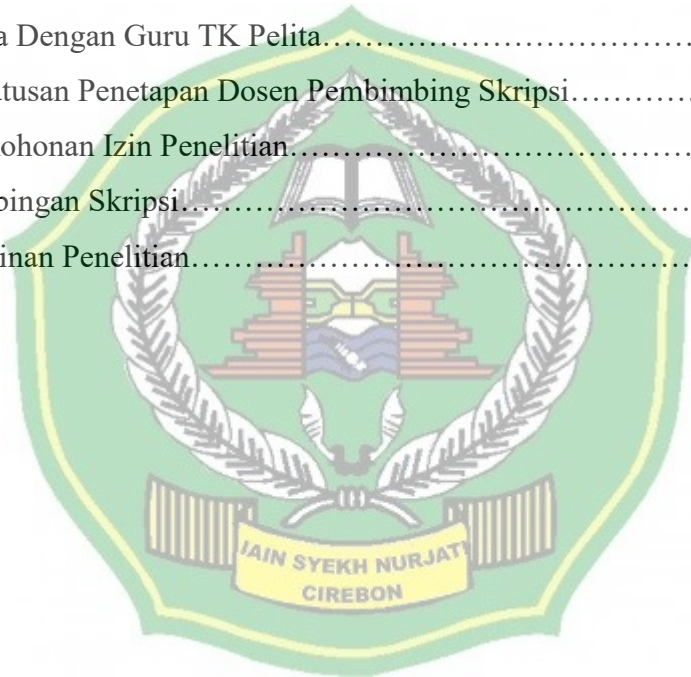 a Dengan Guru TK Pelita…………………………………
tusan Penetapan Dosen Pembimbing Skripsi…………
ohonan Izin Penelitian……………………………………
bingan Skripsi………………………………………………
inan Penelitian……………………………………………
IAIN SYEKH NURJATI
CIREBON